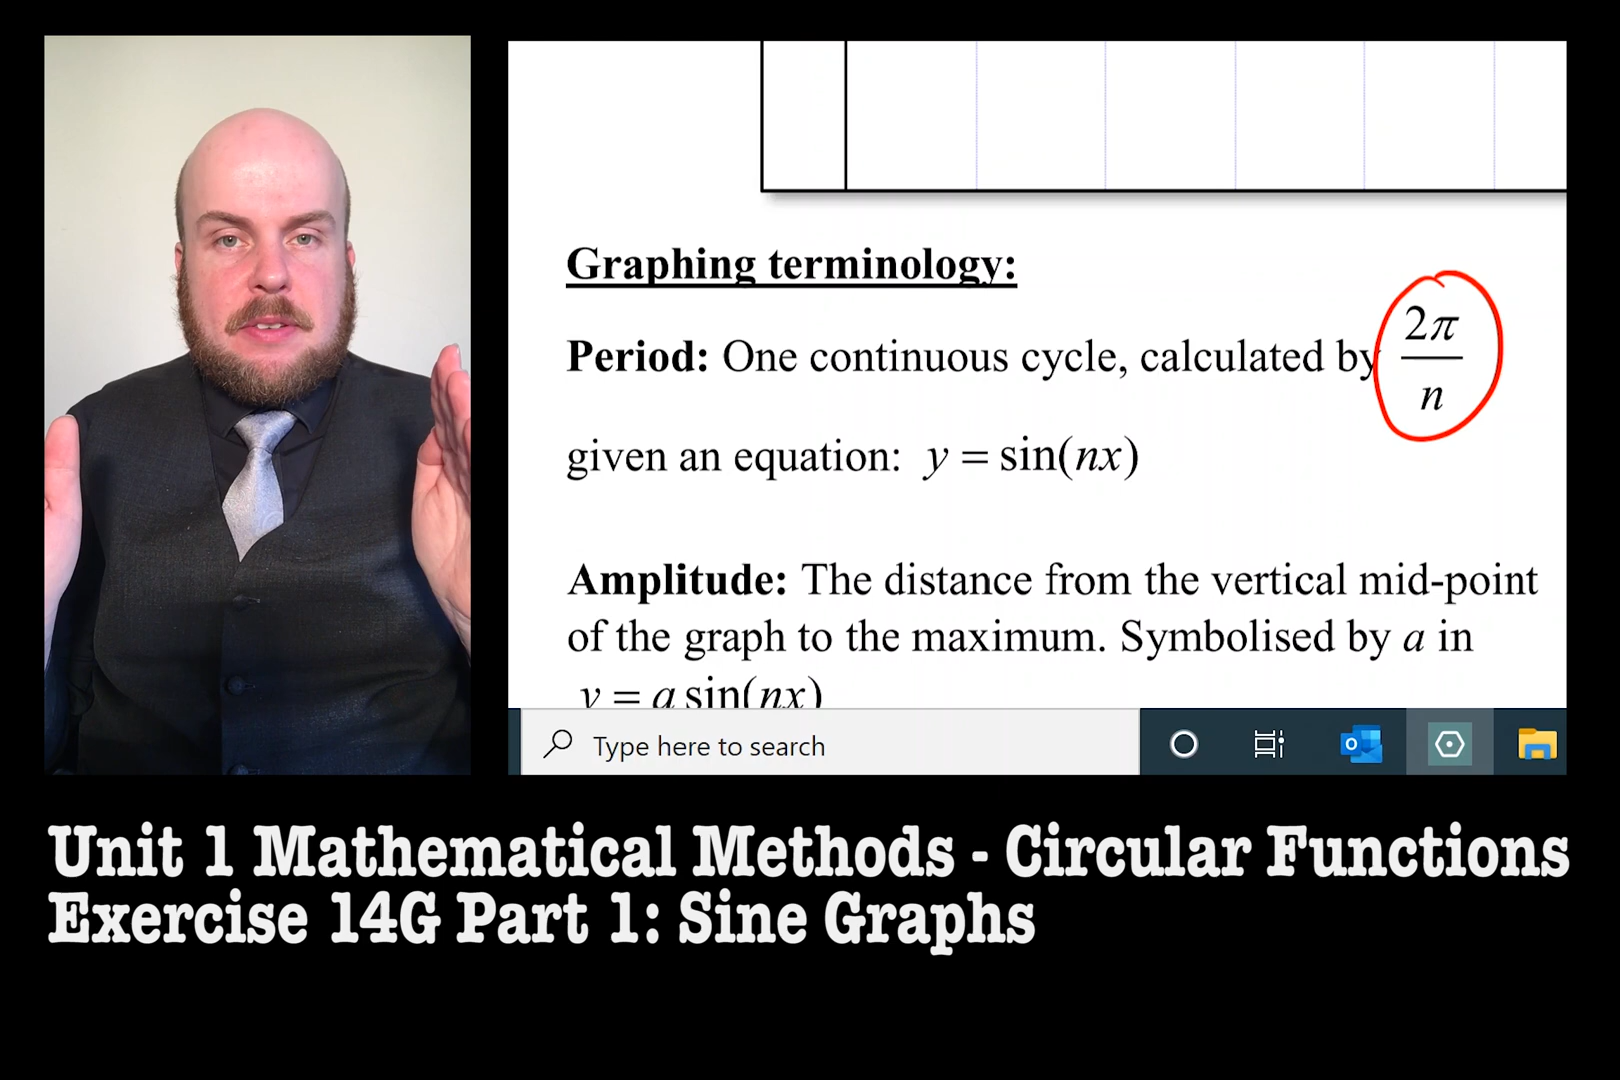 Graphing terminology:
Period: One continuous cycle, calculated by 2π/n
given an equation: y = sin(nx)
Amplitude: The distance from the vertical mid-point
of the graph to the maximum. Symbolised by a in
y = a sin(nx)
Type here to search
Unit 1 Mathematical Methods - Circular Functions
Exercise 14G Part 1: Sine Graphs